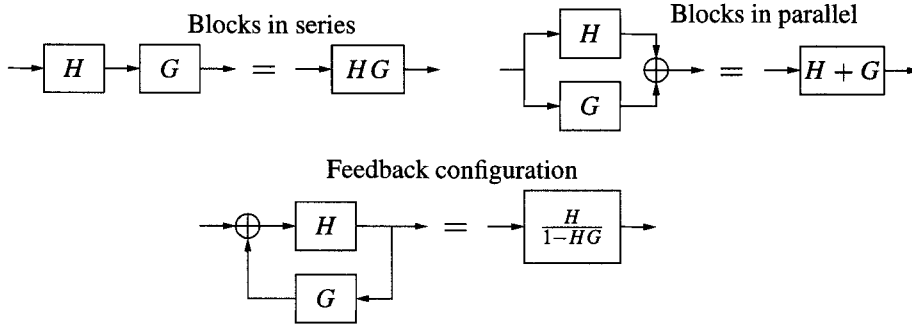 Blocks in series
H G = HG
Blocks in parallel
H
G
= H + G
Feedback configuration
H
G
= H
1−HG